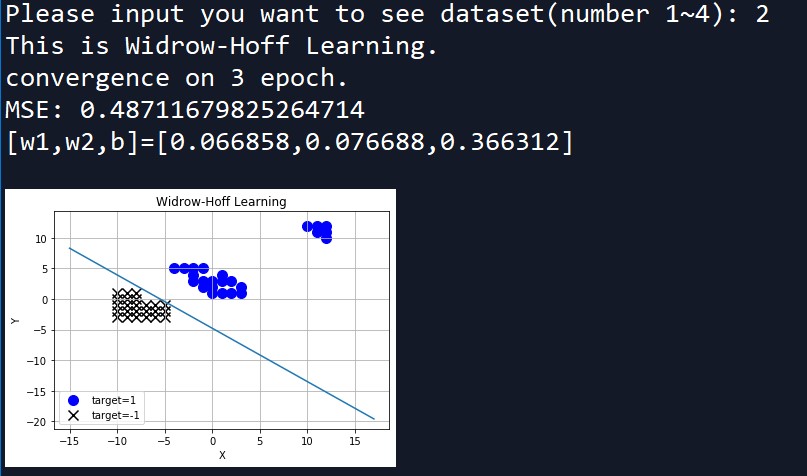 Please input you want to see dataset(number 1~4): 2
This is Widrow-Hoff Learning.
convergence on 3 epoch.
MSE: 0.48711679825264714
[w1,w2,b]=[0.066858,0.076688,0.366312]
Widrow-Hoff Learning
10
5
0
−5
−10
−15
−20
Y
target=1
target=-1
−15 −10 −5 0 5 10 15
X